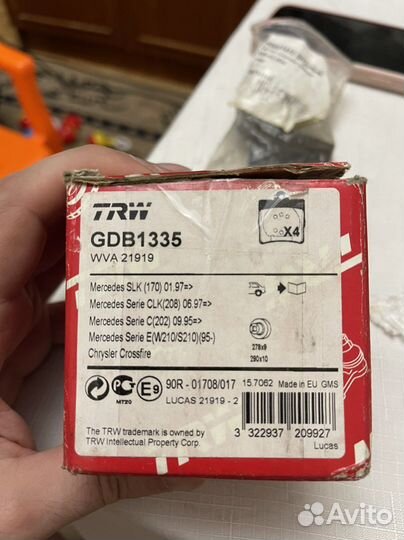 TRW
GDB1335
WVA 21919
X4
Mercedes SLK (170) 01.97=>
Mercedes Serie CLK(208) 06.97=>
Mercedes Serie C(202) 09.95=>
Mercedes Serie E(W210/S210)(95-)
Chrysler Crossfire
278x9
290x10
MT20
E9
90R - 01708/017
15.7062
Made in EU GMS
LUCAS 21919 - 2
The TRW trademark is owned by
TRW Intellectual Property Corp.
3 322937 209927
Lucas
Avito